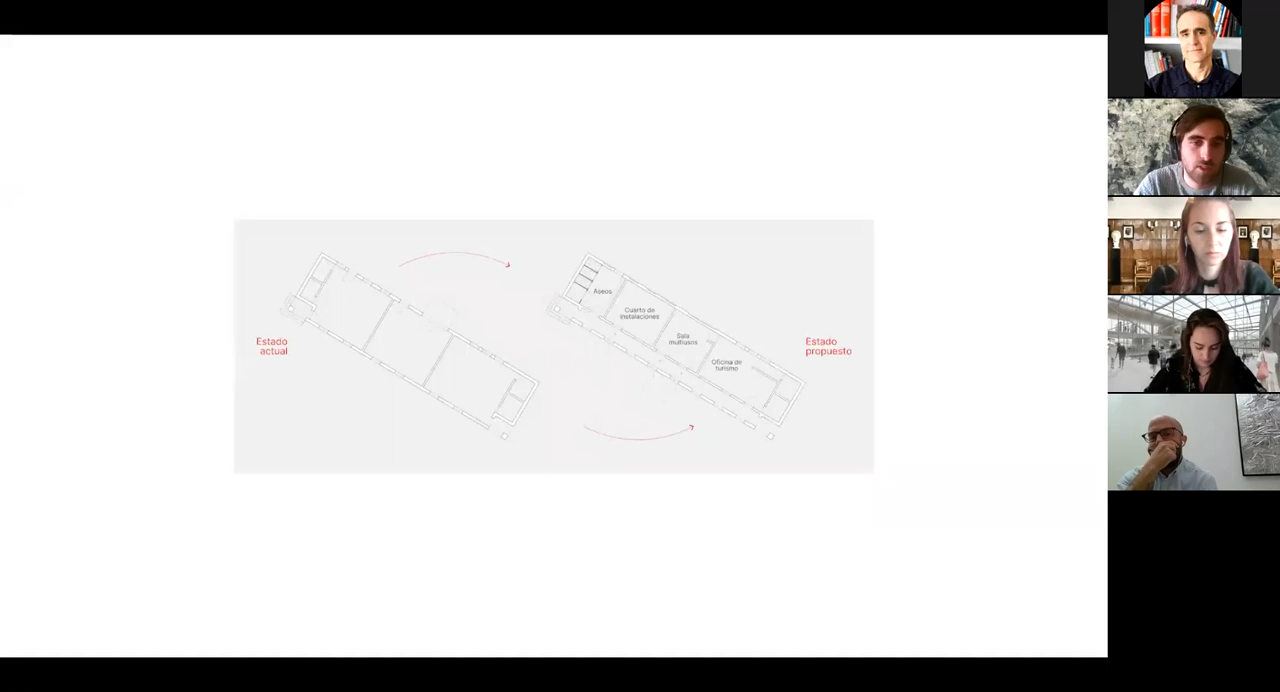 Estado
actual
Aseos
Cuarto de
instalaciones
Sala
multiusos
Oficina de
turismo
Estado
propuesto